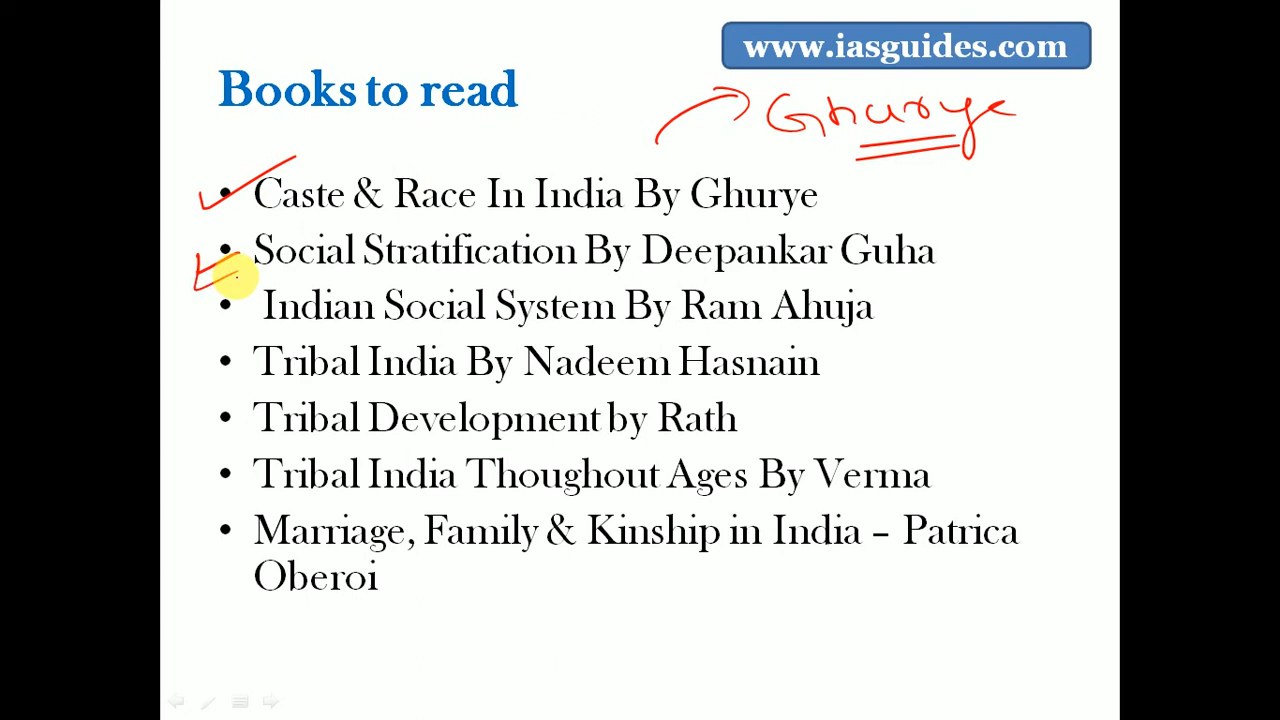 www.iasguides.com
Books to read
Ghurye
• Caste & Race In India By Ghurye
• Social Stratification By Deepankar Guha
• Indian Social System By Ram Ahuja
• Tribal India By Nadeem Hasnain
• Tribal Development by Rath
• Tribal India Thoughout Ages By Verma
• Marriage, Family & Kinship in India – Patrica
Oberoi